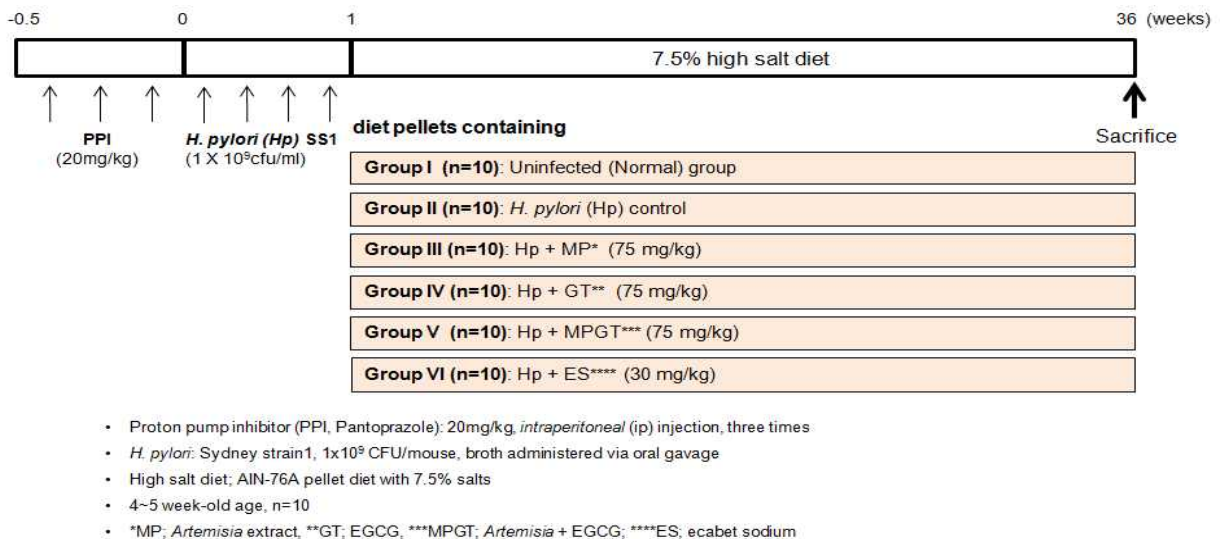 -0.5 0 1 36 (weeks)
7.5% high salt diet
PPI
(20mg/kg)
H. pylori (Hp) SS1
(1 X 10⁹cfu/ml)
diet pellets containing
Sacrifice
Group I (n=10): Uninfected (Normal) group
Group II (n=10): H. pylori (Hp) control
Group III (n=10): Hp + MP* (75 mg/kg)
Group IV (n=10): Hp + GT** (75 mg/kg)
Group V (n=10): Hp + MPGT*** (75 mg/kg)
Group VI (n=10): Hp + ES**** (30 mg/kg)
• Proton pump inhibitor (PPI, Pantoprazole): 20mg/kg, intraperitoneal (ip) injection, three times
• H. pylori: Sydney strain1, 1x10⁹ CFU/mouse, broth administered via oral gavage
• High salt diet; AIN-76A pellet diet with 7.5% salts
• 4~5 week-old age, n=10
• *MP; Artemisia extract, **GT; EGCG, ***MPGT; Artemisia + EGCG; ****ES; ecabet sodium